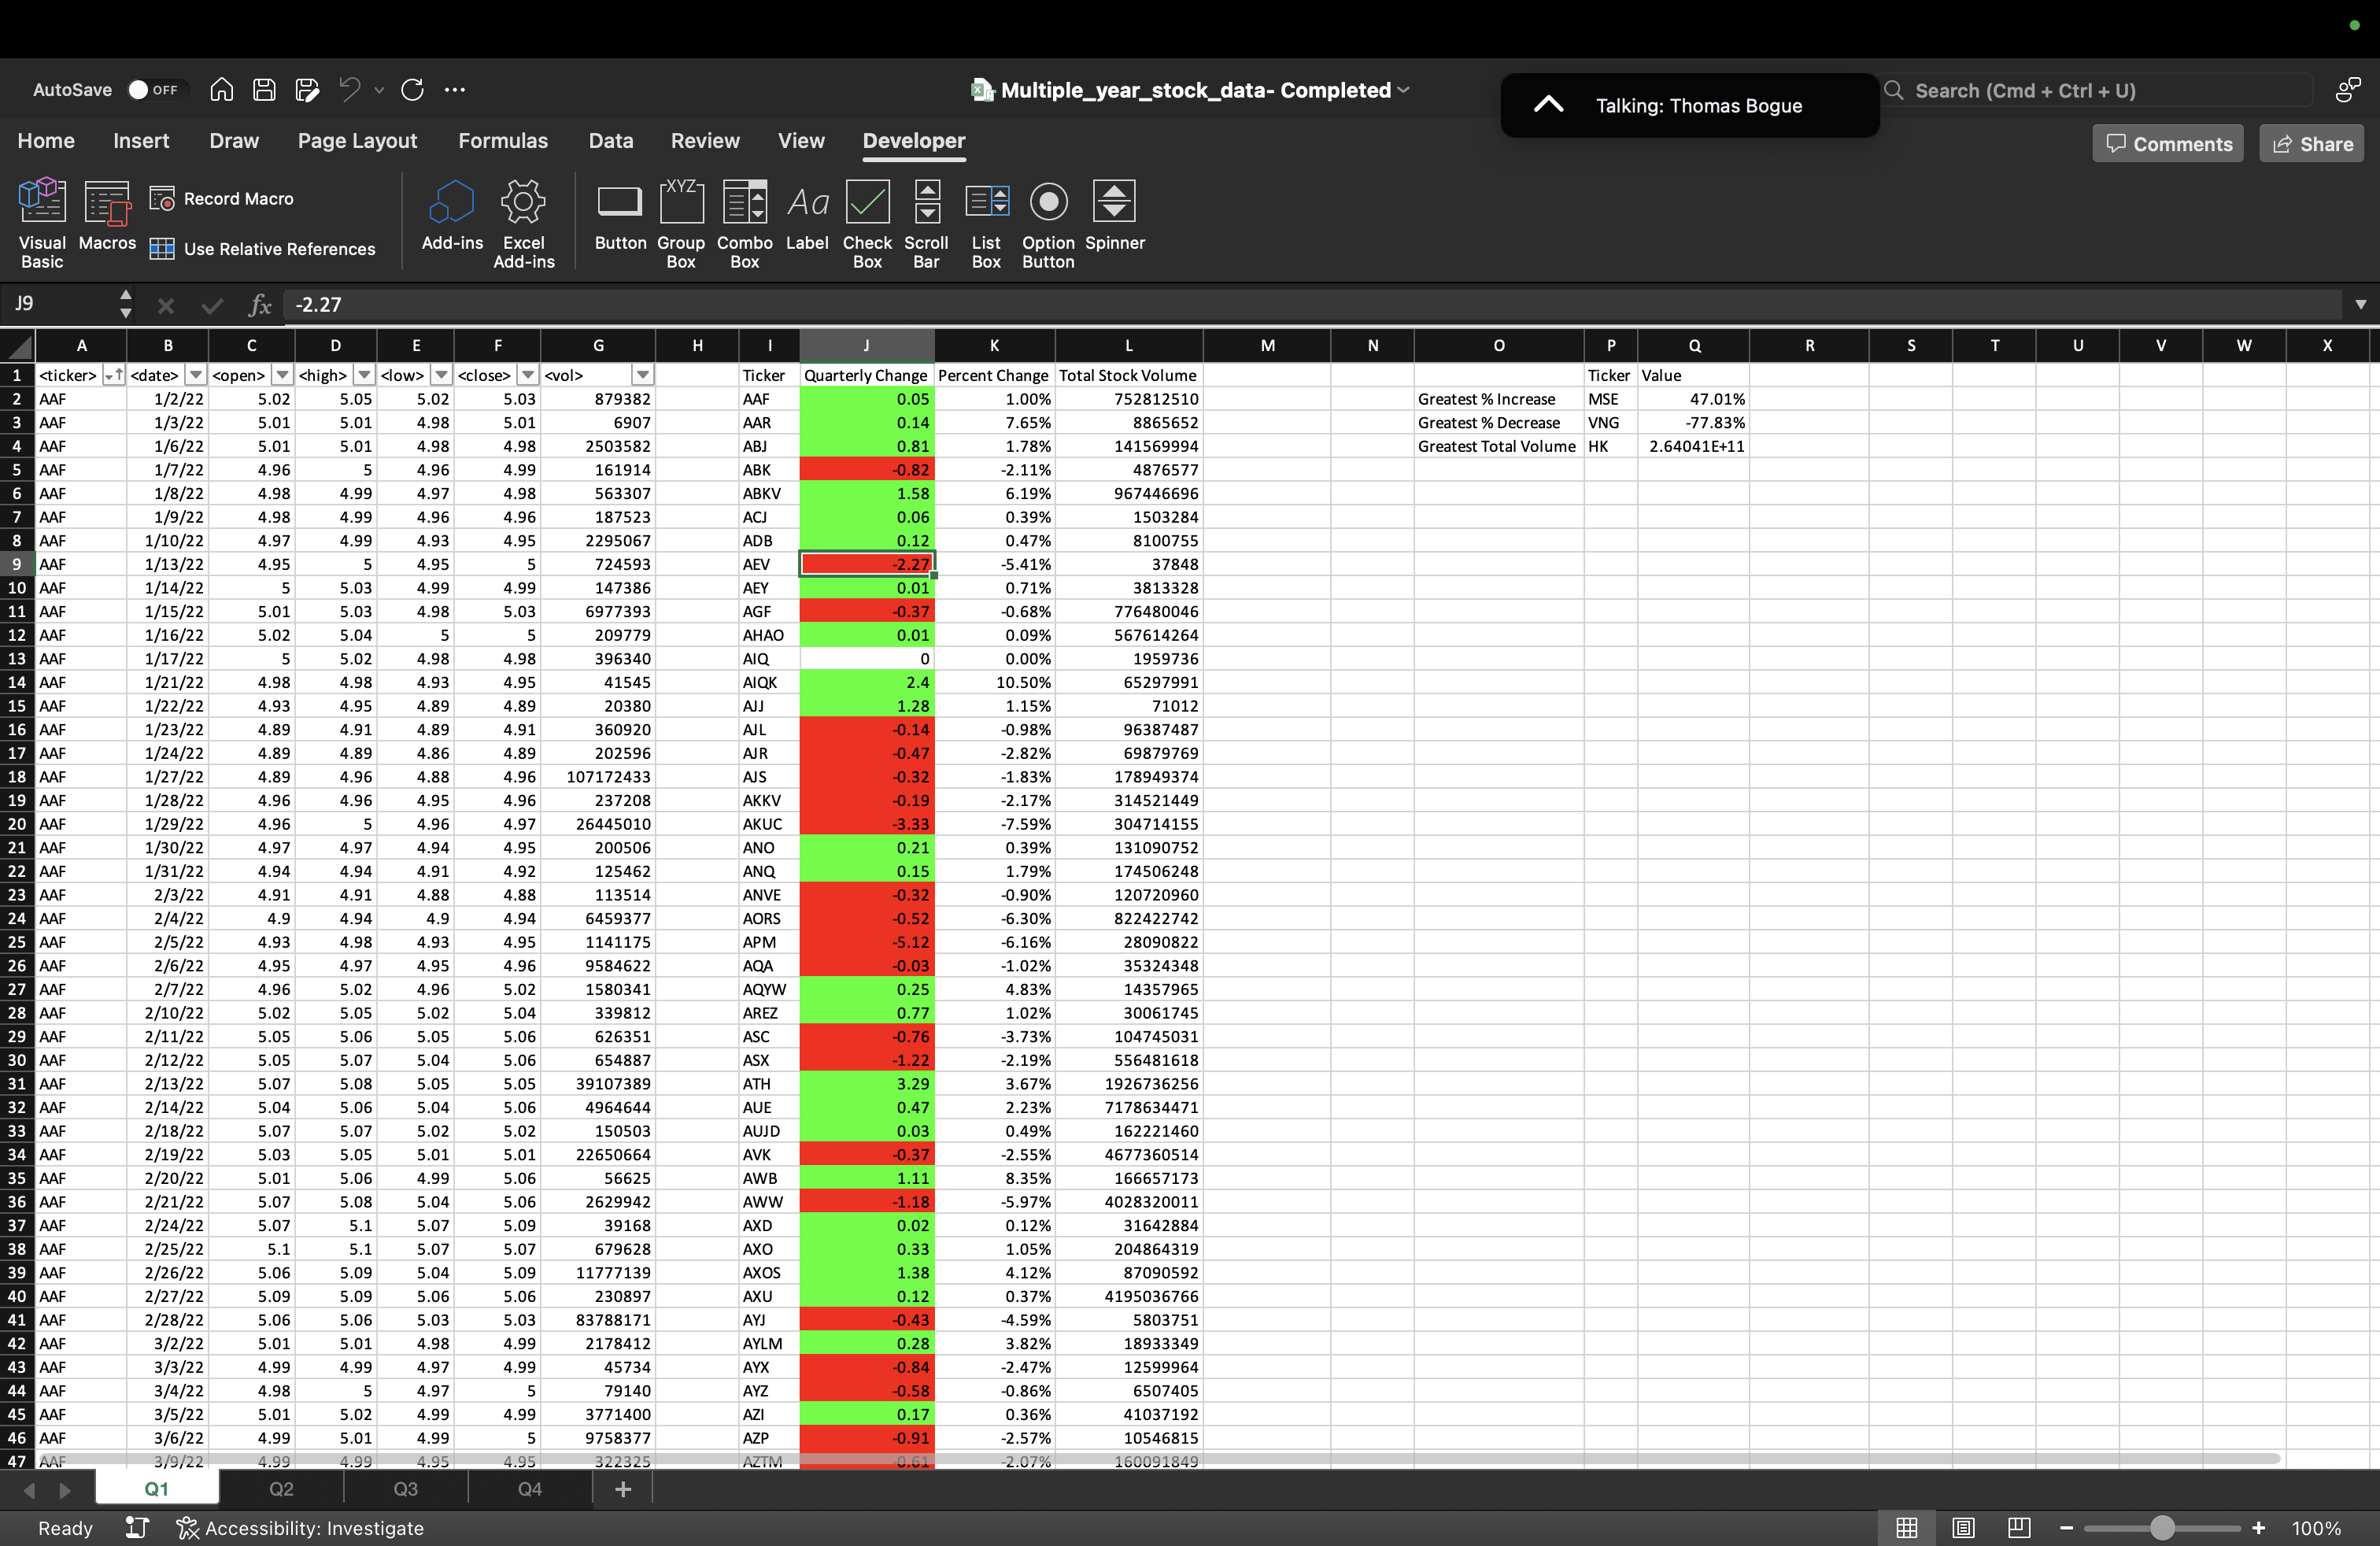 AutoSave OFF Multiple_year_stock_data- Completed Talking: Thomas Bogue Search (Cmd + Ctrl + U)
Home Insert Draw Page Layout Formulas Data Review View Developer Comments Share
Visual Basic Macros Record Macro Use Relative References Add-ins Excel Add-ins Button Group Box Combo Box Label Check Box Scroll Bar List Box Option Button Spinner
J9 fx -2.27
A B C D E F G H I J K L M N O P Q R S T U V W X
1 <ticker> <date> <open> <high> <low> <close> <vol> Ticker Quarterly Change Percent Change Total Stock Volume Ticker Value
2 AAF 1/2/22 5.02 5.05 5.02 5.03 879382 AAF 0.05 1.00% 752812510 Greatest % Increase MSE 47.01%
3 AAF 1/3/22 5.01 5.01 4.98 5.01 6907 AAR 0.14 7.65% 8865652 Greatest % Decrease VNG -77.83%
4 AAF 1/6/22 5.01 5.01 4.98 4.98 2503582 ABJ 0.81 1.78% 141569994 Greatest Total Volume HK 2.64041E+11
5 AAF 1/7/22 4.96 5 4.96 4.99 161914 ABK -0.82 -2.11% 4876577
6 AAF 1/8/22 4.98 4.99 4.97 4.98 563307 ABKV 1.58 6.19% 967446696
7 AAF 1/9/22 4.98 4.99 4.96 4.96 187523 ACJ 0.06 0.39% 1503284
8 AAF 1/10/22 4.97 4.99 4.93 4.95 2295067 ADB 0.12 0.47% 8100755
9 AAF 1/13/22 4.95 5 4.95 5 724593 AEV -2.27 -5.41% 37848
10 AAF 1/14/22 5 5.03 4.99 4.99 147386 AEY 0.01 0.71% 3813328
11 AAF 1/15/22 5.01 5.03 4.98 5.03 6977393 AGF -0.37 -0.68% 776480046
12 AAF 1/16/22 5.02 5.04 5 5 209779 AHAO 0.01 0.09% 567614264
13 AAF 1/17/22 5 5.02 4.98 4.98 396340 AIQ 0 0.00% 1959736
14 AAF 1/21/22 4.98 4.98 4.93 4.95 41545 AIQK 2.4 10.50% 65297991
15 AAF 1/22/22 4.93 4.95 4.89 4.89 20380 AJJ 1.28 1.15% 71012
16 AAF 1/23/22 4.89 4.91 4.89 4.91 360920 AJL -0.14 -0.98% 96387487
17 AAF 1/24/22 4.89 4.89 4.86 4.89 202596 AJR -0.47 -2.82% 69879769
18 AAF 1/27/22 4.89 4.96 4.88 4.96 107172433 AJS -0.32 -1.83% 178949374
19 AAF 1/28/22 4.96 4.96 4.95 4.96 237208 AKKV -0.19 -2.17% 314521449
20 AAF 1/29/22 4.96 5 4.96 4.97 26445010 AKUC -3.33 -7.59% 304714155
21 AAF 1/30/22 4.97 4.97 4.94 4.95 200506 ANO 0.21 0.39% 131090752
22 AAF 1/31/22 4.94 4.94 4.91 4.92 125462 ANQ 0.15 1.79% 174506248
23 AAF 2/3/22 4.91 4.91 4.88 4.88 113514 ANVE -0.32 -0.90% 120720960
24 AAF 2/4/22 4.9 4.94 4.9 4.94 6459377 AORS -0.52 -6.30% 822422742
25 AAF 2/5/22 4.93 4.98 4.93 4.95 1141175 APM -5.12 -6.16% 28090822
26 AAF 2/6/22 4.95 4.97 4.95 4.96 9584622 AQA -0.03 -1.02% 35324348
27 AAF 2/7/22 4.96 5.02 4.96 5.02 1580341 AQYW 0.25 4.83% 14357965
28 AAF 2/10/22 5.02 5.05 5.02 5.04 339812 AREZ 0.77 1.02% 30061745
29 AAF 2/11/22 5.05 5.06 5.05 5.06 626351 ASC -0.76 -3.73% 104745031
30 AAF 2/12/22 5.05 5.07 5.04 5.06 654887 ASX -1.22 -2.19% 556481618
31 AAF 2/13/22 5.07 5.08 5.05 5.05 39107389 ATH 3.29 3.67% 1926736256
32 AAF 2/14/22 5.04 5.06 5.04 5.06 4964644 AUE 0.47 2.23% 7178634471
33 AAF 2/18/22 5.07 5.07 5.02 5.02 150503 AUJD 0.03 0.49% 162221460
34 AAF 2/19/22 5.03 5.05 5.01 5.01 22650664 AVK -0.37 -2.55% 4677360514
35 AAF 2/20/22 5.01 5.06 4.99 5.06 56625 AWB 1.11 8.35% 166657173
36 AAF 2/21/22 5.07 5.08 5.04 5.06 2629942 AWW -1.18 -5.97% 4028320011
37 AAF 2/24/22 5.07 5.1 5.07 5.09 39168 AXD 0.02 0.12% 31642884
38 AAF 2/25/22 5.1 5.1 5.07 5.07 679628 AXO 0.33 1.05% 204864319
39 AAF 2/26/22 5.06 5.09 5.04 5.09 11777139 AXOS 1.38 4.12% 87090592
40 AAF 2/27/22 5.09 5.09 5.06 5.06 230897 AXU 0.12 0.37% 4195036766
41 AAF 2/28/22 5.06 5.06 5.03 5.03 83788171 AYJ -0.43 -4.59% 5803751
42 AAF 3/2/22 5.01 5.01 4.98 4.99 2178412 AYLM 0.28 3.82% 18933349
43 AAF 3/3/22 4.99 4.99 4.97 4.99 45734 AYX -0.84 -2.47% 12599964
44 AAF 3/4/22 4.98 5 4.97 5 79140 AYZ -0.58 -0.86% 6507405
45 AAF 3/5/22 5.01 5.02 4.99 4.99 3771400 AZI 0.17 0.36% 41037192
46 AAF 3/6/22 4.99 5.01 4.99 5 9758377 AZP -0.91 -2.57% 10546815
47 AAF 3/9/22 4.99 4.99 4.95 4.95 322325 AZTM -0.61 -2.07% 160091849
Q1 Q2 Q3 Q4
Ready Accessibility: Investigate 100%